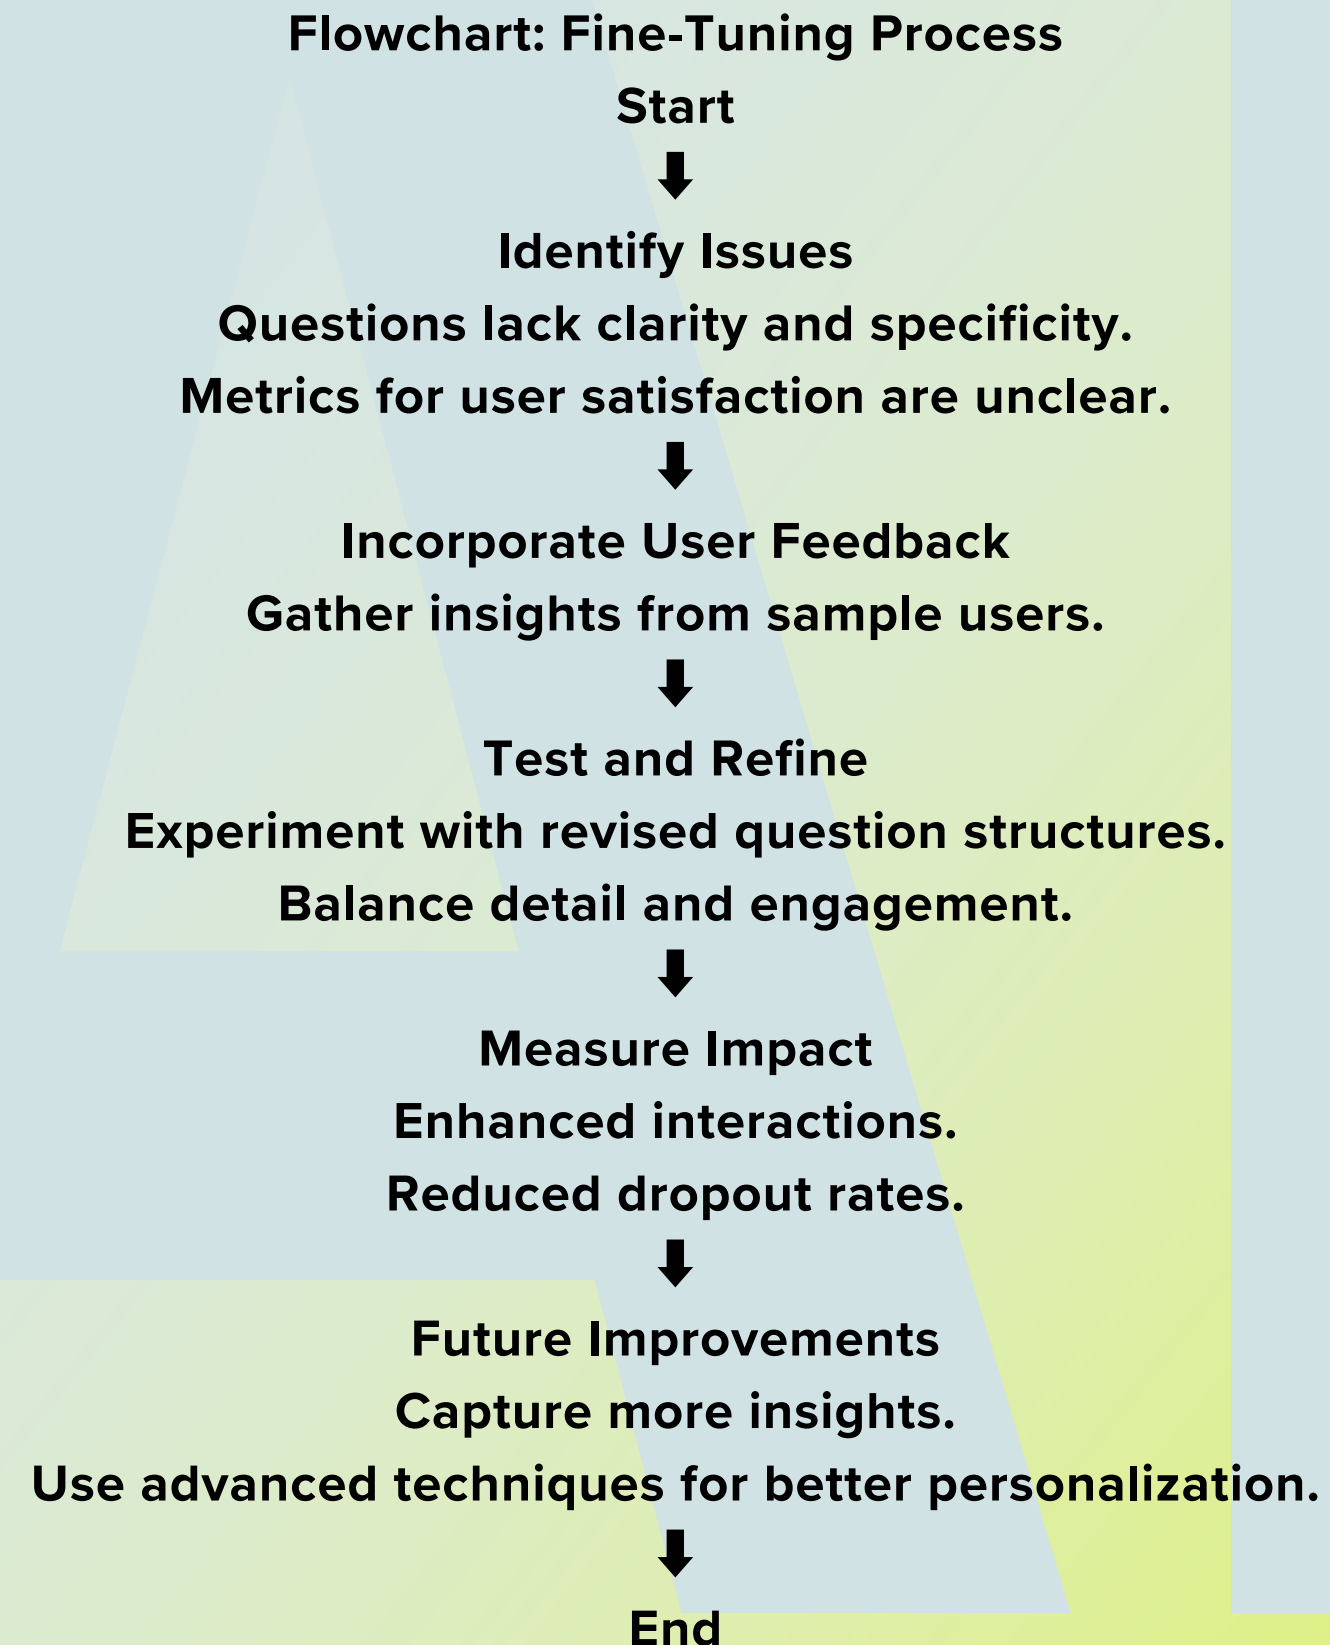 Flowchart: Fine-Tuning Process
Start
Identify Issues
Questions lack clarity and specificity.
Metrics for user satisfaction are unclear.
Incorporate User Feedback
Gather insights from sample users.
Test and Refine
Experiment with revised question structures.
Balance detail and engagement.
Measure Impact
Enhanced interactions.
Reduced dropout rates.
Future Improvements
Capture more insights.
Use advanced techniques for better personalization.
End